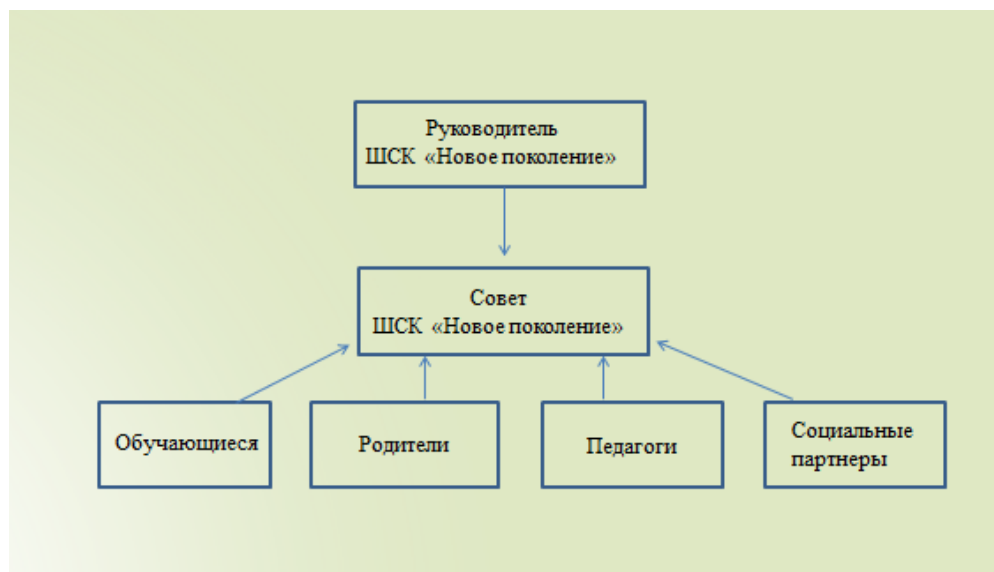 Руководитель
ШСК «Новое поколение»
Совет
ШСК «Новое поколение»
Обучающиеся
Родители
Педагоги
Социальные
партнеры